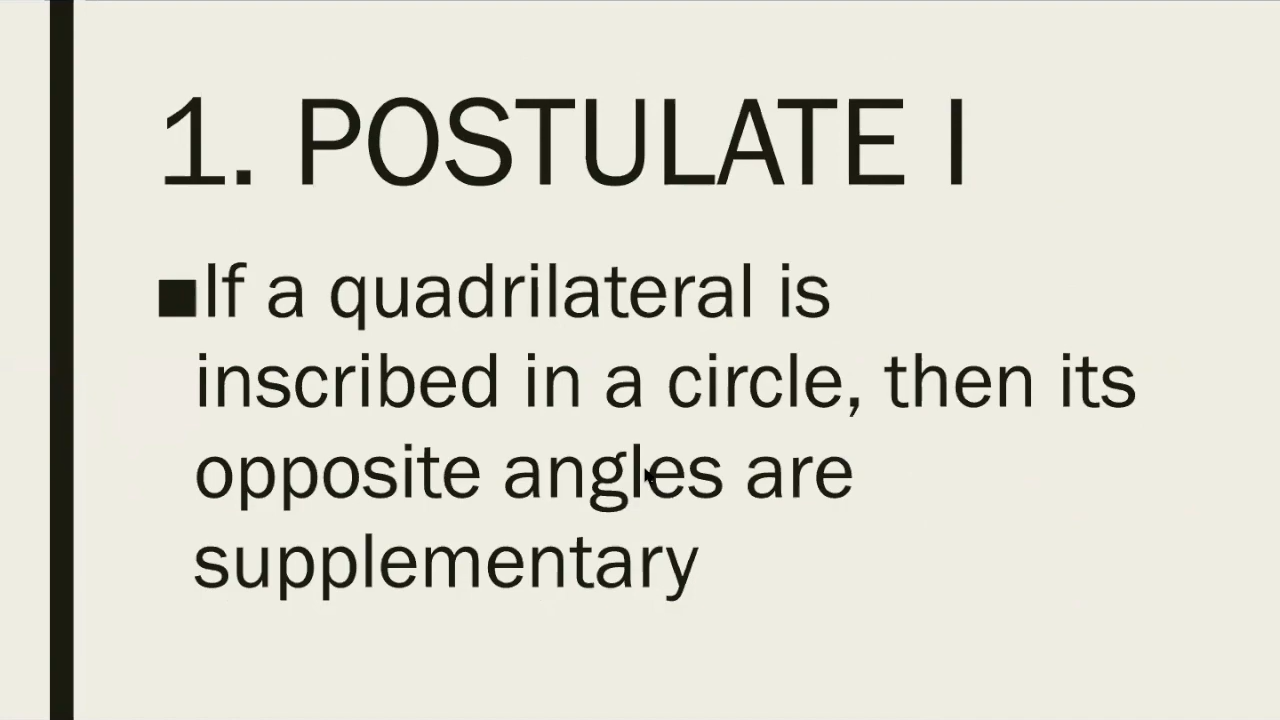 1. POSTULATE I
■If a quadrilateral is
inscribed in a circle, then its
opposite angles are
supplementary